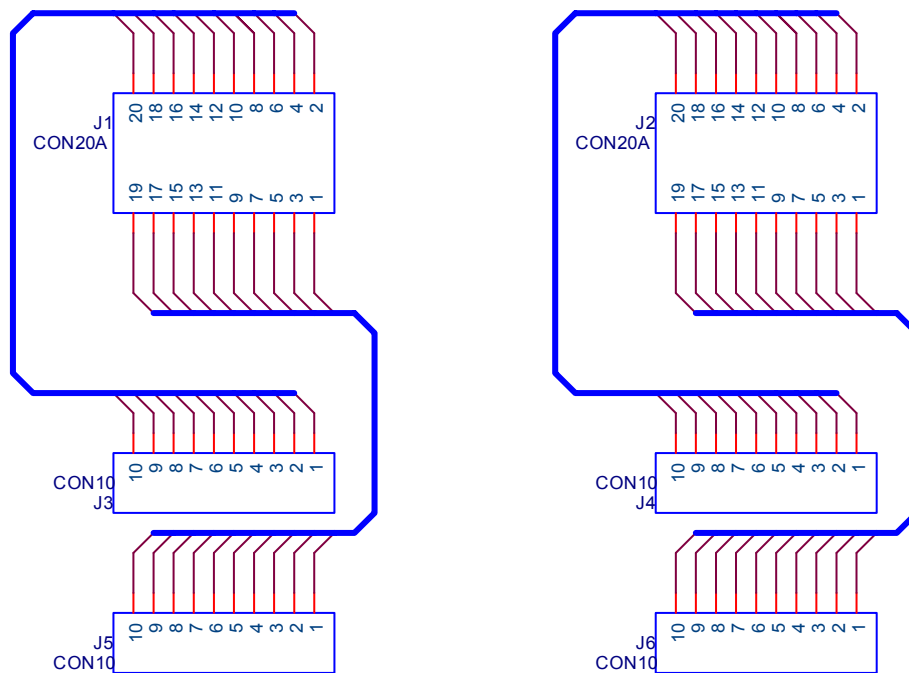 20 18 16 14 12 10 8 6 4 2
J1
CON20A
19 17 15 13 11 9 7 5 3 1
20 18 16 14 12 10 8 6 4 2
J2
CON20A
19 17 15 13 11 9 7 5 3 1
10 9 8 7 6 5 4 3 2 1
CON10
J3
10 9 8 7 6 5 4 3 2 1
CON10
J4
10 9 8 7 6 5 4 3 2 1
J5
CON10
10 9 8 7 6 5 4 3 2 1
J6
CON10